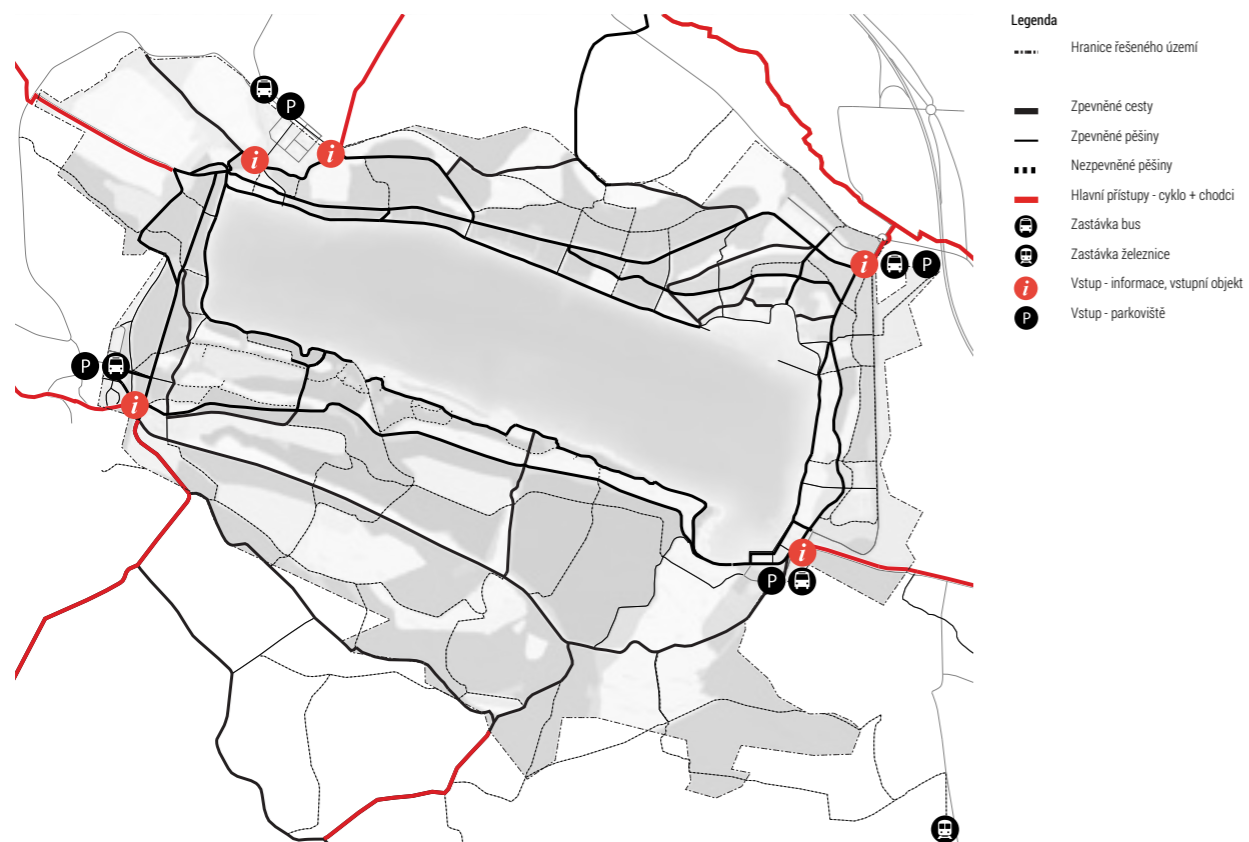 Legenda
Hranice řešeného území
Zpevněné cesty
Zpevněné pěšiny
Nezpevněné pěšiny
Hlavní přístupy - cyklo + chodci
Zastávka bus
Zastávka železnice
i Vstup - informace, vstupní objekt
P Vstup - parkoviště
P
i
i
i
P
P
i
i
P